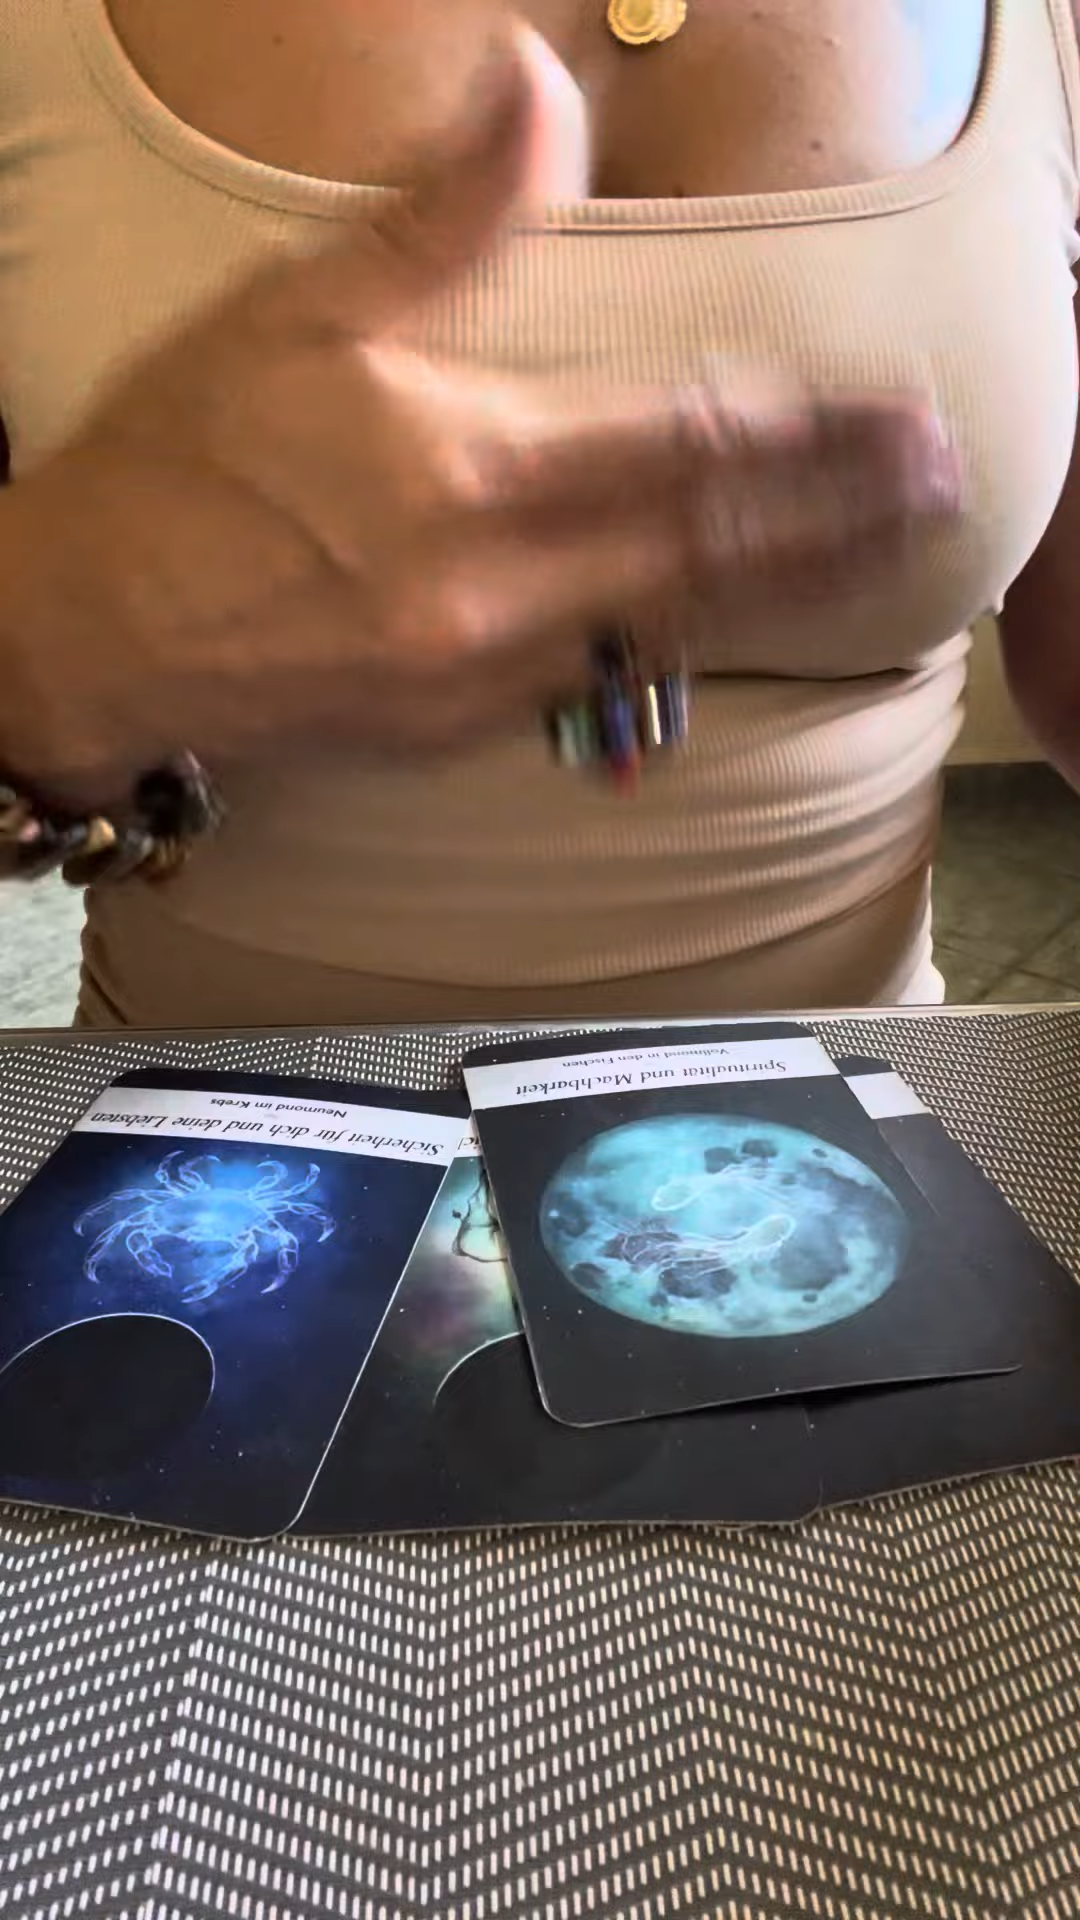 Neumond im Krebs
Sicherheit für dich und deine Liebsten
Vollmond in den Fischen
Spiritualität und Machbarkeit